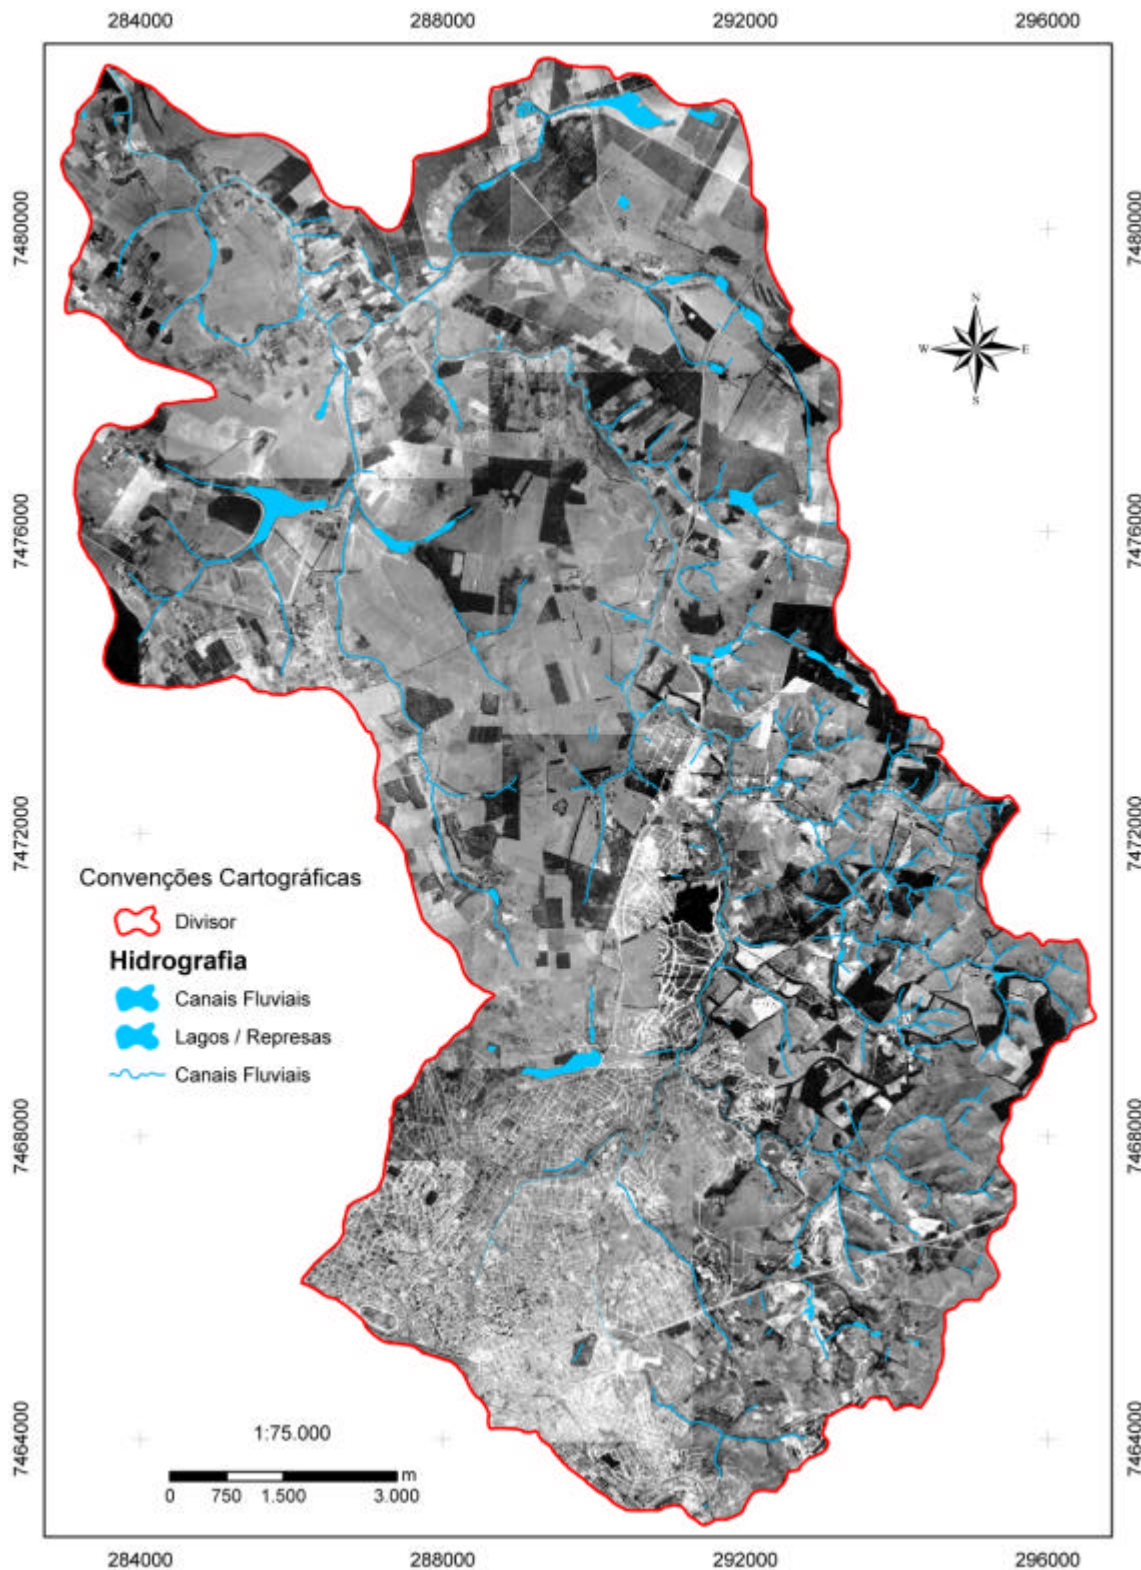 284000 288000 292000 296000
N
W E
S
7480000 7480000
7476000 7476000
7472000 7472000
Convenções Cartográficas
Divisor
Hidrografia
Canais Fluviais
Lagos / Represas
Canais Fluviais
7468000 7468000
7464000 7464000
1:75.000
m
0 750 1.500 3.000
284000 288000 292000 296000